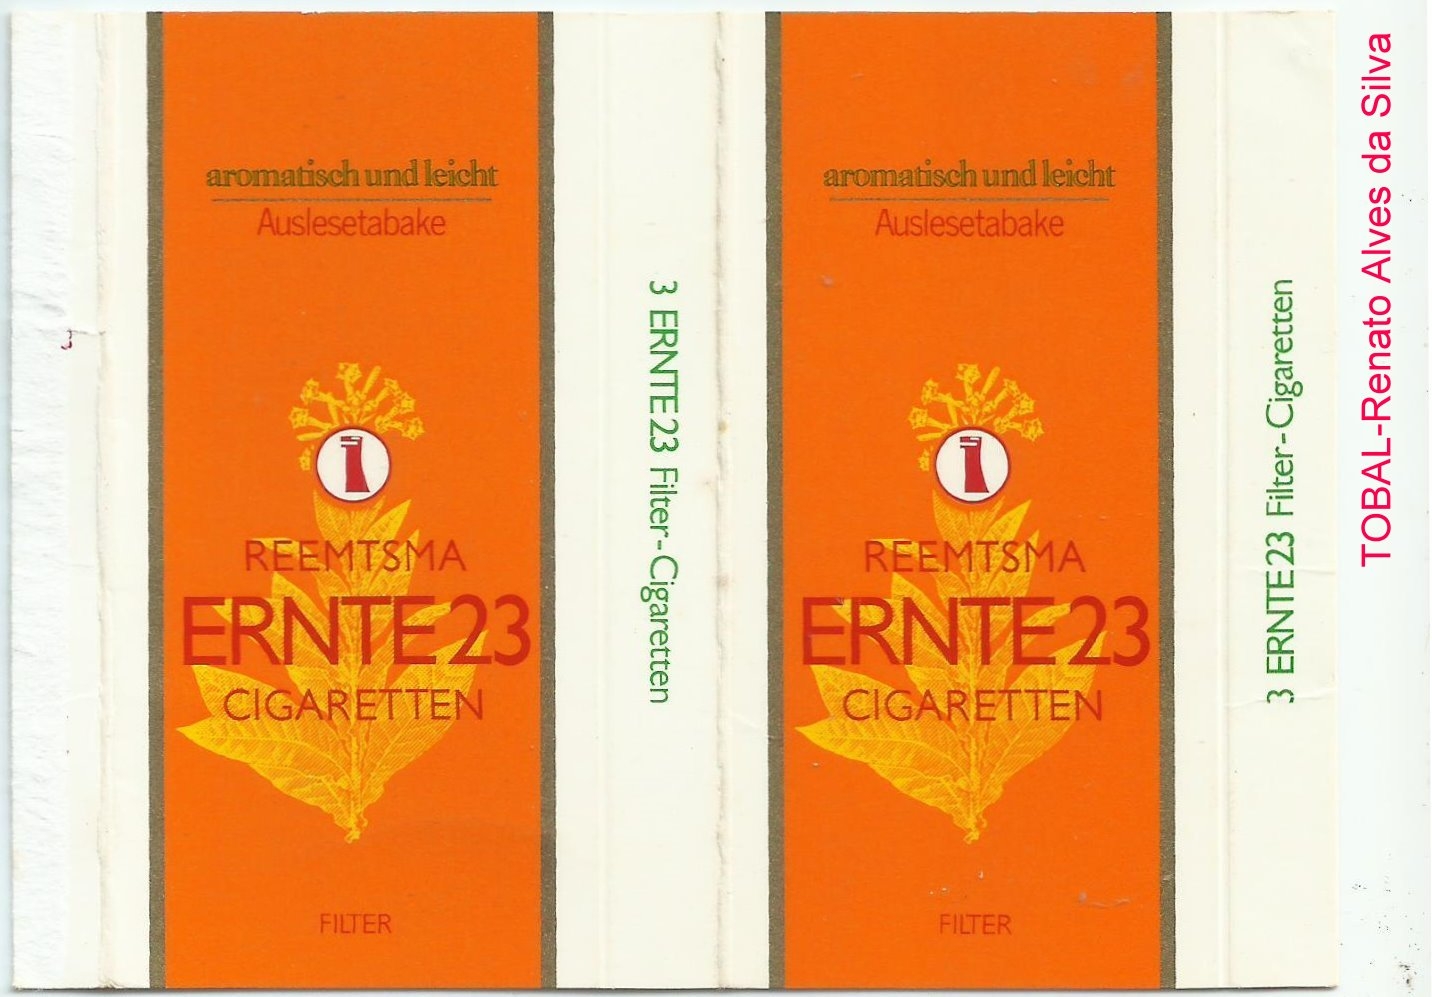 aromatisch und leicht
Auslesetabake
REEMTSMA
ERNTE 23
CIGARETTEN
FILTER
3 ERNTE 23 Filter-Cigaretten
aromatisch und leicht
Auslesetabake
REEMTSMA
ERNTE 23
CIGARETTEN
FILTER
3 ERNTE 23 Filter-Cigaretten
TOBAL-Renato Alves da Silva